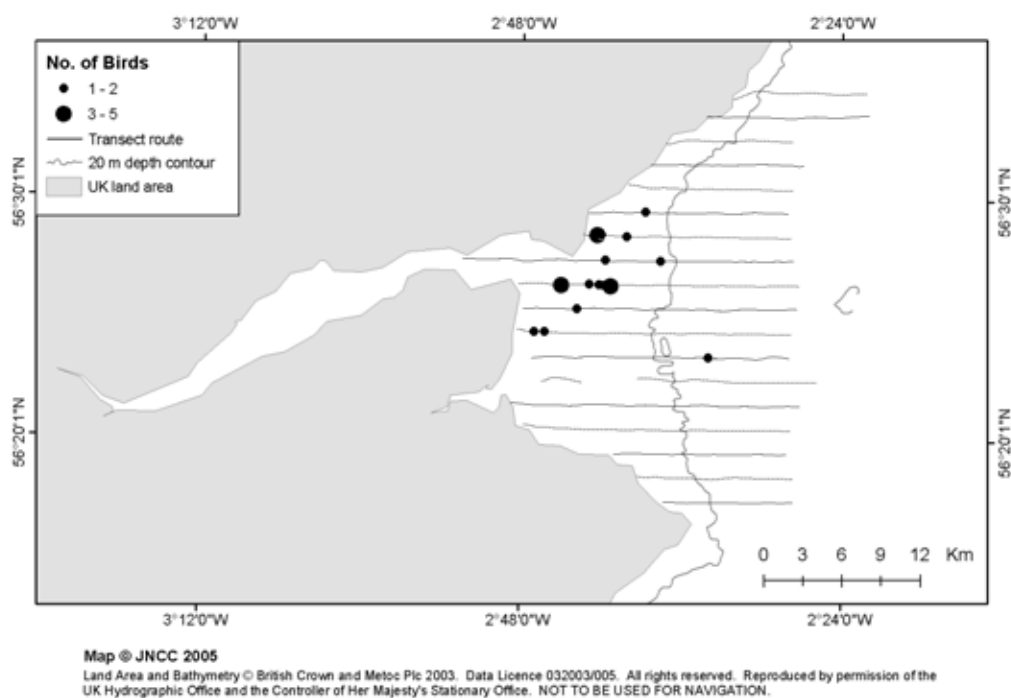 3°12'0"W 2°48'0"W 2°24'0"W
No. of Birds
1 - 2
3 - 5
Transect route
20 m depth contour
UK land area
56°30'1"N 56°30'1"N
56°20'1"N 56°20'1"N
0 3 6 9 12 Km
3°12'0"W 2°48'0"W 2°24'0"W
Map © JNCC 2005
Land Area and Bathymetry © British Crown and Metoc Plc 2003. Data Licence 032003/005. All rights reserved. Reproduced by permission of the
UK Hydrographic Office and the Controller of Her Majesty's Stationary Office. NOT TO BE USED FOR NAVIGATION.